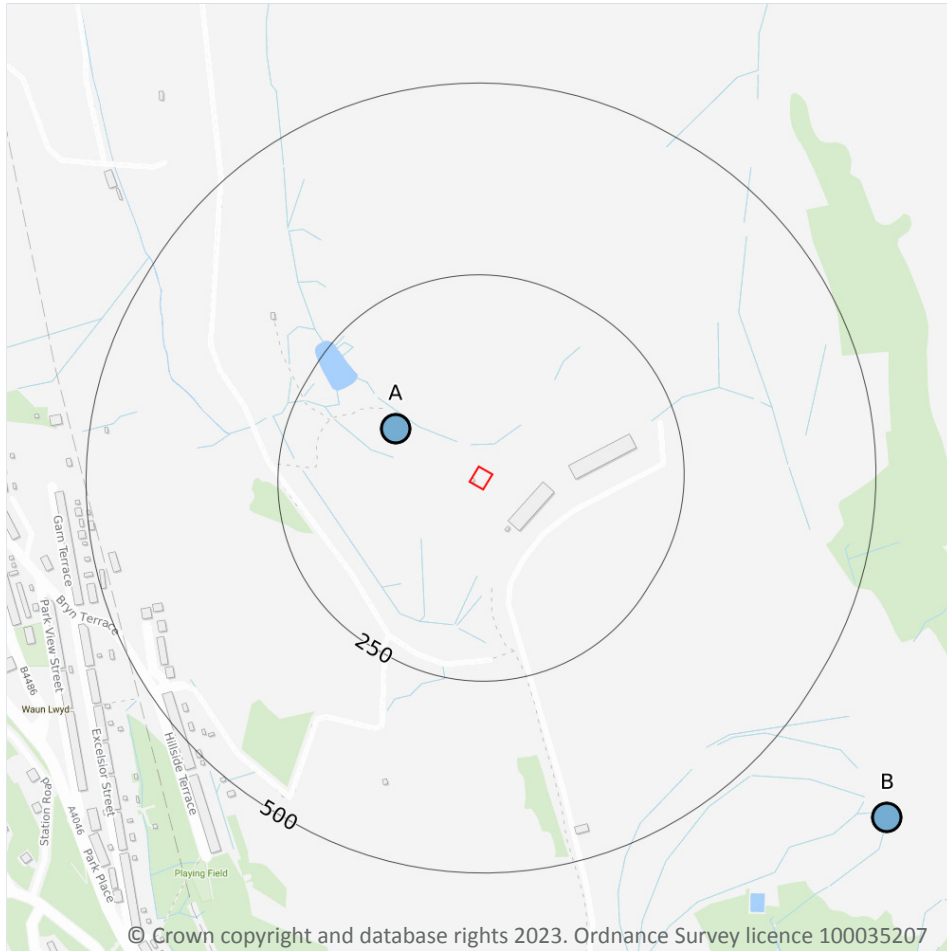 A
250
500
B
Garn Terrace
Bryn Terrace
Park View Street
B4486
Waun Lwyd
Excelsior Street
Hillside Terrace
Station Road
A4046
Park Place
Playing Field
© Crown copyright and database rights 2023. Ordnance Survey licence 100035207